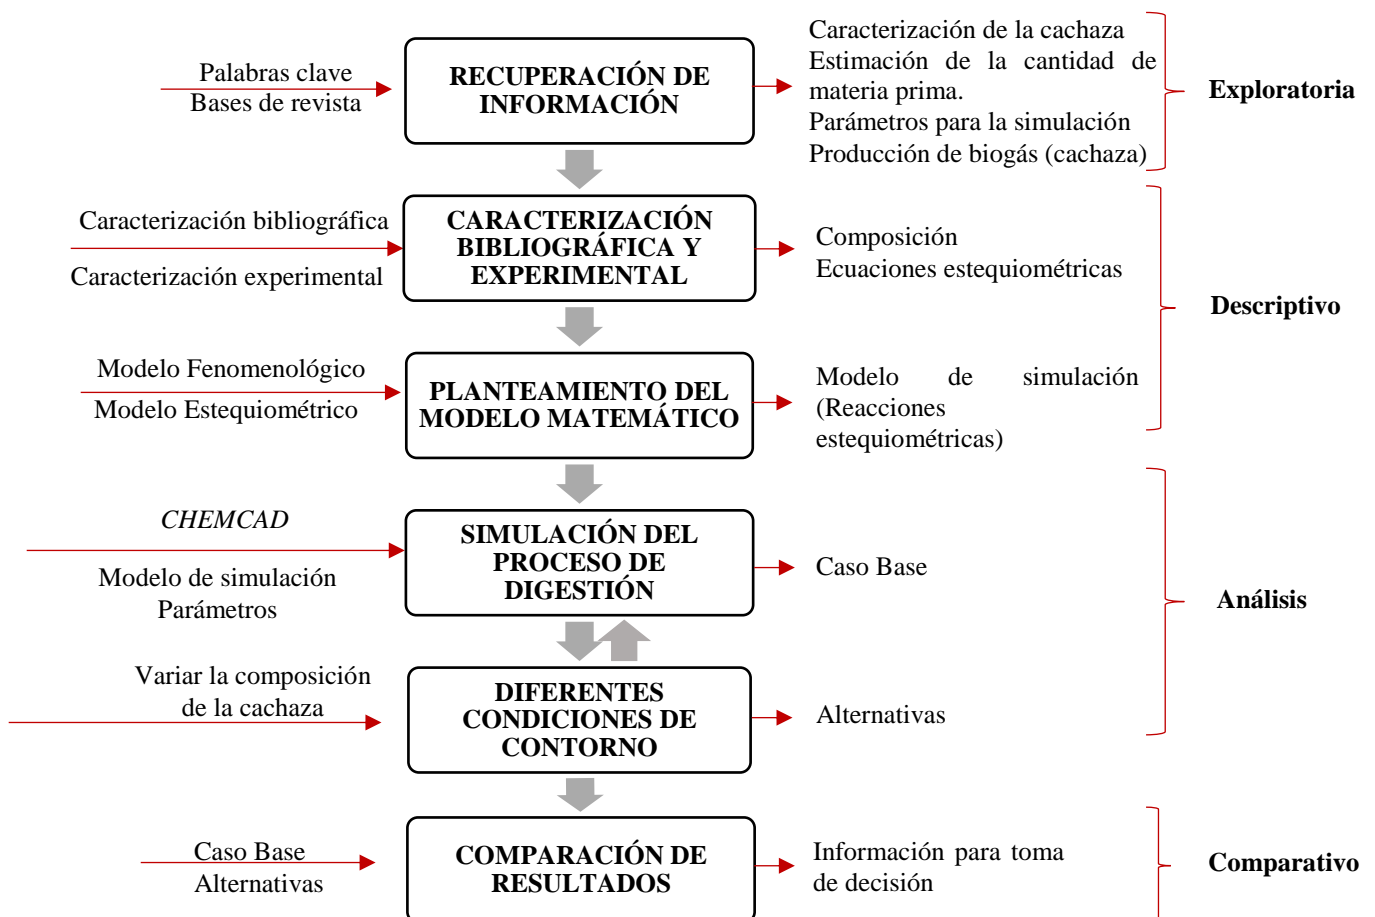 Palabras clave
Bases de revista
RECUPERACIÓN DE
INFORMACIÓN
Caracterización de la cachaza
Estimación de la cantidad de
materia prima.
Parámetros para la simulación
Producción de biogás (cachaza)
Exploratoria
Caracterización bibliográfica
Caracterización experimental
CARACTERIZACIÓN
BIBLIOGRÁFICA Y
EXPERIMENTAL
Composición
Ecuaciones estequiométricas
Descriptivo
Modelo Fenomenológico
Modelo Estequiométrico
PLANTEAMIENTO DEL
MODELO MATEMÁTICO
Modelo de simulación
(Reacciones
estequiométricas)
CHEMCAD
Modelo de simulación
Parámetros
SIMULACIÓN DEL
PROCESO DE
DIGESTIÓN
Caso Base
Análisis
Variar la composición
de la cachaza
DIFERENTES
CONDICIONES DE
CONTORNO
Alternativas
Caso Base
Alternativas
COMPARACIÓN DE
RESULTADOS
Información para toma
de decisión
Comparativo